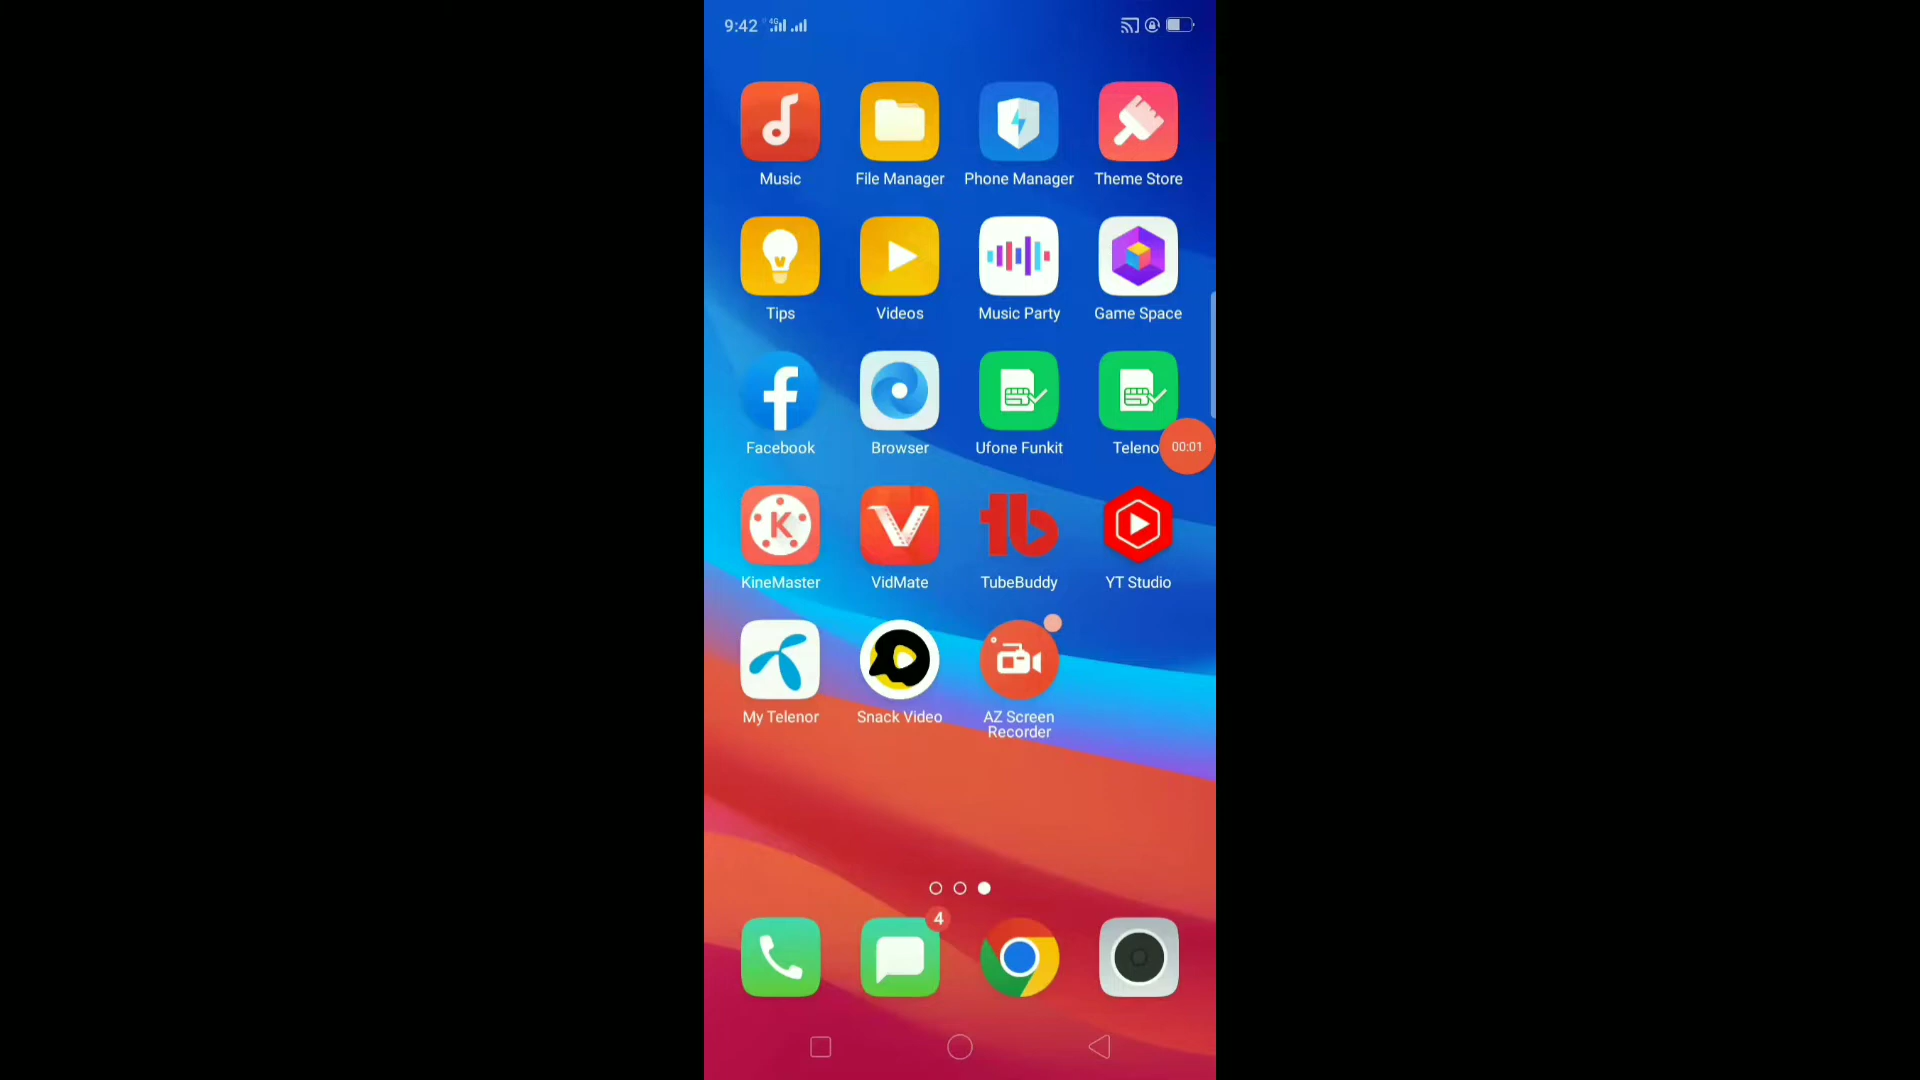 9:42 4G
Music File Manager Phone Manager Theme Store
Tips Videos Music Party Game Space
Facebook Browser Ufone Funkit Teleno
00:01
KineMaster VidMate TubeBuddy YT Studio
My Telenor Snack Video AZ Screen
Recorder
4